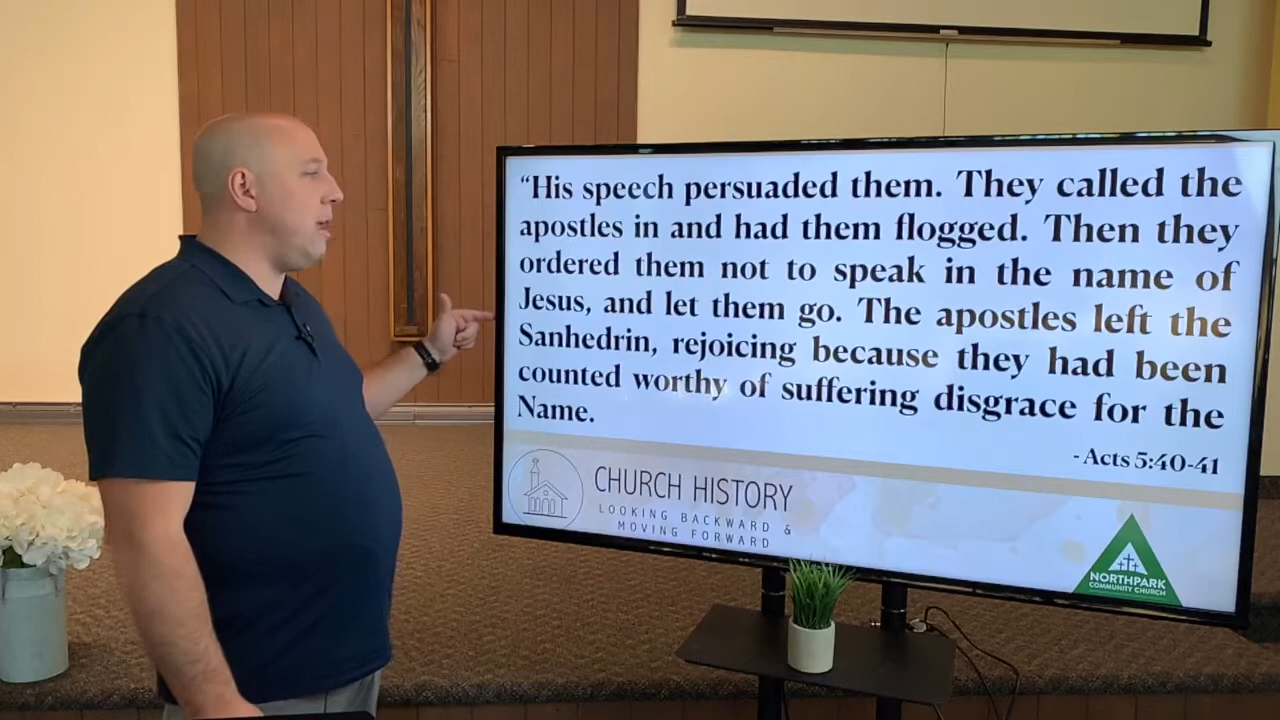 “His speech persuaded them. They called the
apostles in and had them flogged. Then they
ordered them not to speak in the name of
Jesus, and let them go. The apostles left the
Sanhedrin, rejoicing because they had been
counted worthy of suffering disgrace for the
Name.
- Acts 5:40-41
CHURCH HISTORY
LOOKING BACKWARD &
MOVING FORWARD
NORTHPARK
COMMUNITY CHURCH